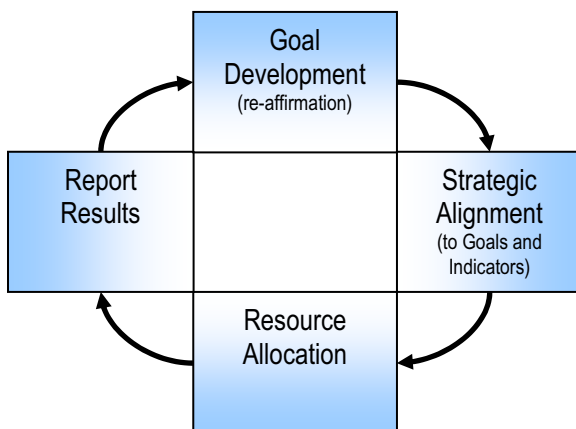 Goal
Development
(re-affirmation)
Report
Results
Strategic
Alignment
(to Goals and
Indicators)
Resource
Allocation